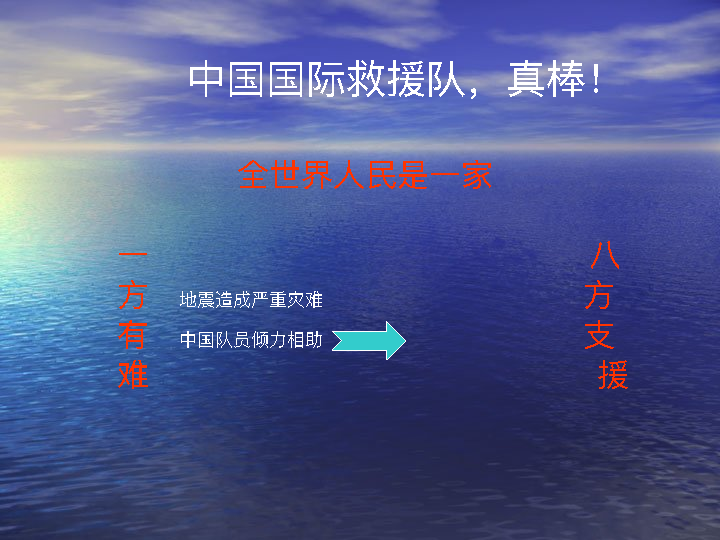 中国国际救援队，真棒！
全世界人民是一家
一方有难
地震造成严重灾难
中国队员倾力相助
八方支援